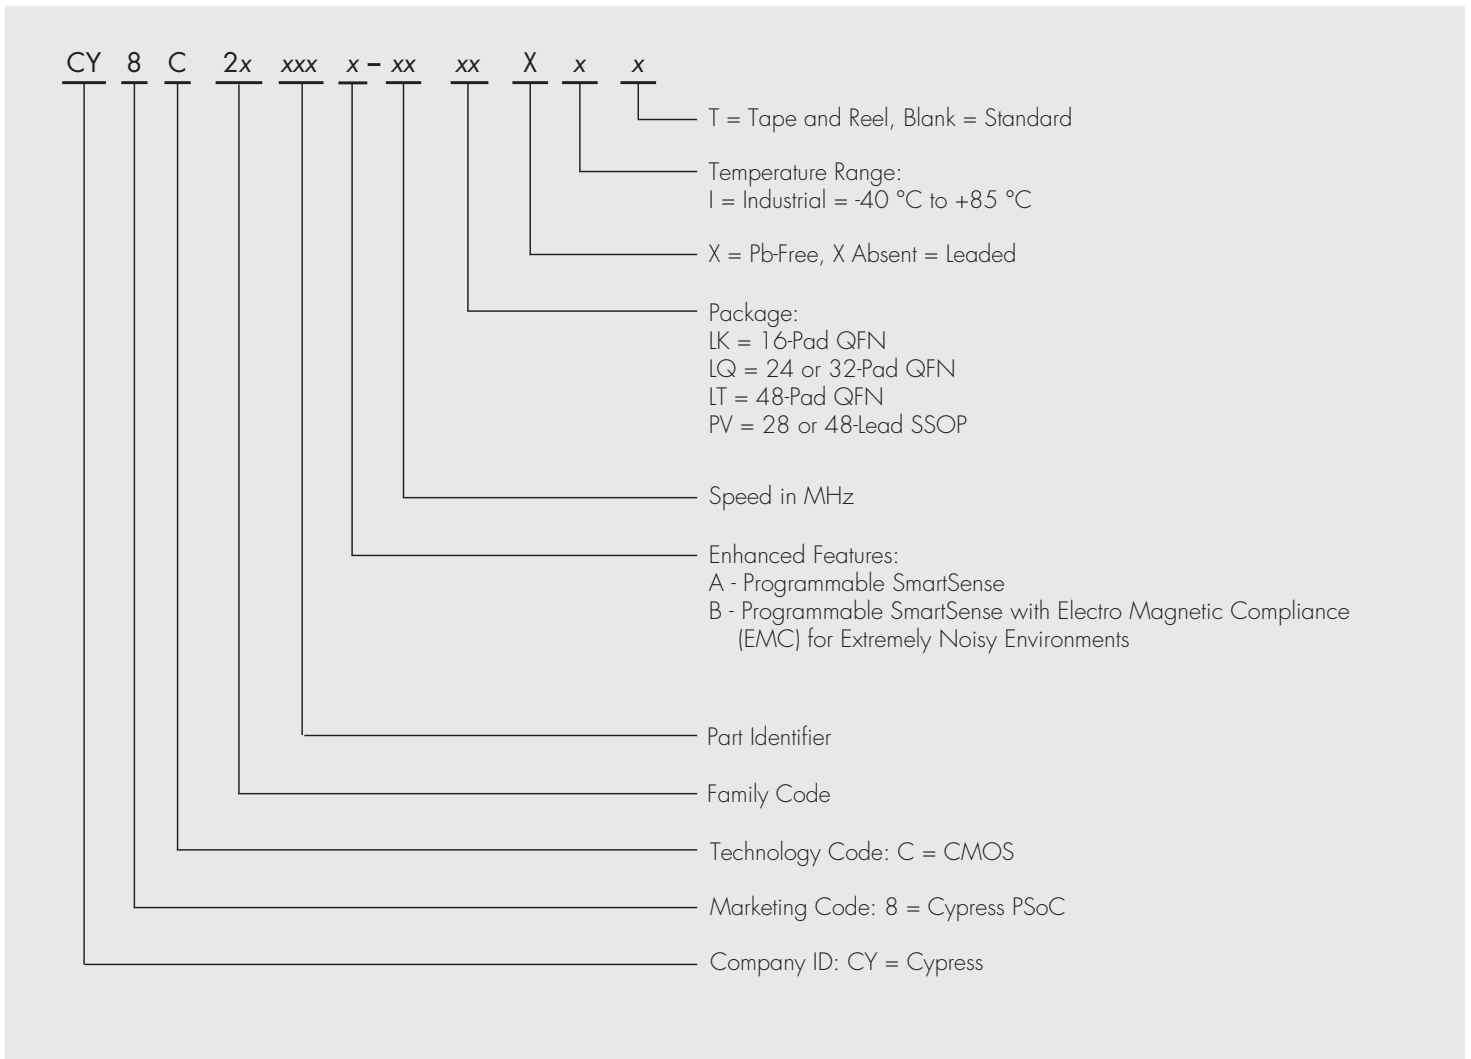 CY 8 C 2x xxx x – xx xx X x x
T = Tape and Reel, Blank = Standard
Temperature Range:
I = Industrial = -40 °C to +85 °C
X = Pb-Free, X Absent = Leaded
Package:
LK = 16-Pad QFN
LQ = 24 or 32-Pad QFN
LT = 48-Pad QFN
PV = 28 or 48-Lead SSOP
Speed in MHz
Enhanced Features:
A - Programmable SmartSense
B - Programmable SmartSense with Electro Magnetic Compliance
(EMC) for Extremely Noisy Environments
Part Identifier
Family Code
Technology Code: C = CMOS
Marketing Code: 8 = Cypress PSoC
Company ID: CY = Cypress